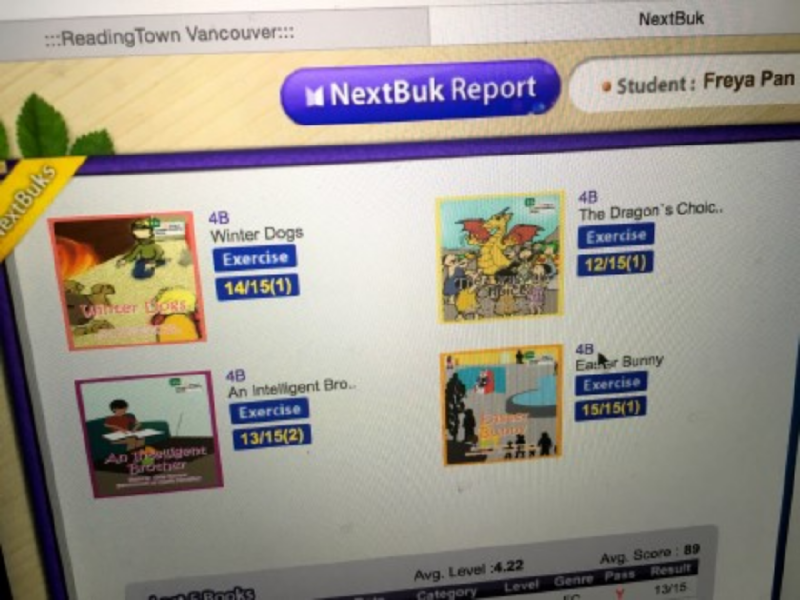 :::ReadingTown Vancouver:::
NextBuk
NextBuk Report
Student : Freya Pan
NextBuks
4B
Winter Dogs
Exercise
14/15(1)
Winter Dogs
4B
The Dragon`s Choic..
Exercise
12/15(1)
4B
An Intelligent Bro..
Exercise
13/15(2)
An Intelligent
Brother
4B
Easter Bunny
Exercise
15/15(1)
Easter
Bunny
Avg. Level :4.22
Avg. Score : 89
Last 5 Books
Date Category Level Genre Pass Result
Y 13/15